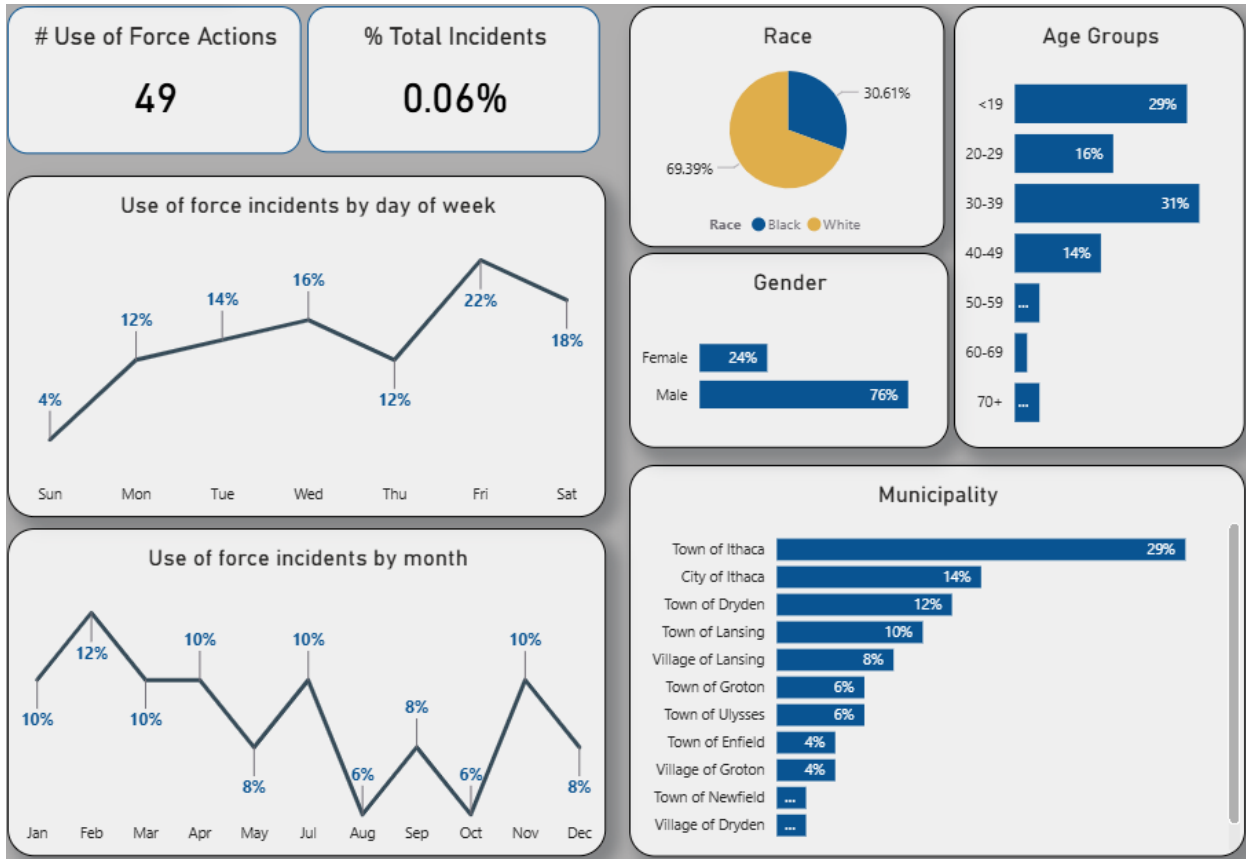 # Use of Force Actions
49
% Total Incidents
0.06%
Use of force incidents by day of week
4%
12%
14%
16%
12%
22%
18%
Sun Mon Tue Wed Thu Fri Sat
Use of force incidents by month
10%
12%
10%
10%
8%
10%
6%
8%
6%
10%
8%
Jan Feb Mar Apr May Jul Aug Sep Oct Nov Dec
Race
30.61%
69.39%
Race Black White
Gender
Female 24%
Male 76%
Age Groups
<19 29%
20-29 16%
30-39 31%
40-49 14%
50-59 ...
60-69
70+ ...
Municipality
Town of Ithaca 29%
City of Ithaca 14%
Town of Dryden 12%
Town of Lansing 10%
Village of Lansing 8%
Town of Groton 6%
Town of Ulysses 6%
Town of Enfield 4%
Village of Groton 4%
Town of Newfield ...
Village of Dryden ...